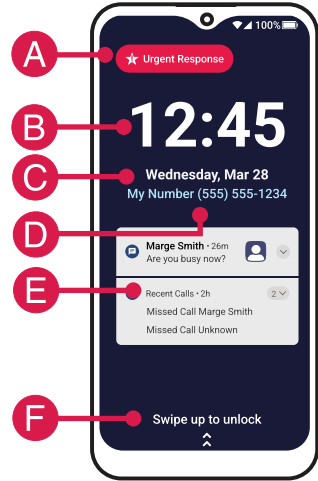 100%
A
Urgent Response
B
12:45
C
Wednesday, Mar 28
My Number (555) 555-1234
D
Marge Smith • 26m
Are you busy now?
E
Recent Calls • 2h
2
Missed Call Marge Smith
Missed Call Unknown
F
Swipe up to unlock